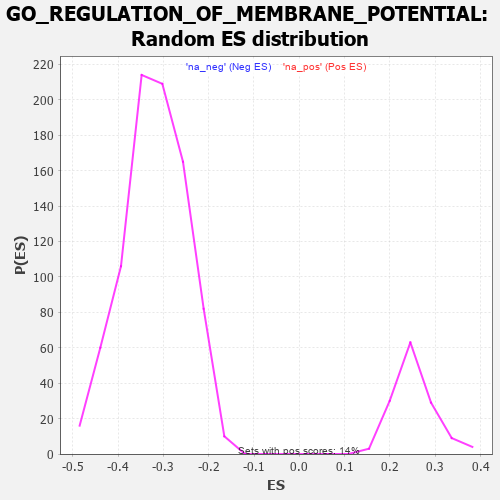 GO_REGULATION_OF_MEMBRANE_POTENTIAL:
Random ES distribution
'na_neg' (Neg ES) 'na_pos' (Pos ES)
220
200
180
160
140
120
100
80
60
40
20
0
P(ES)
Sets with pos scores: 14%
-0.5 -0.4 -0.3 -0.2 -0.1 0.0 0.1 0.2 0.3 0.4
ES